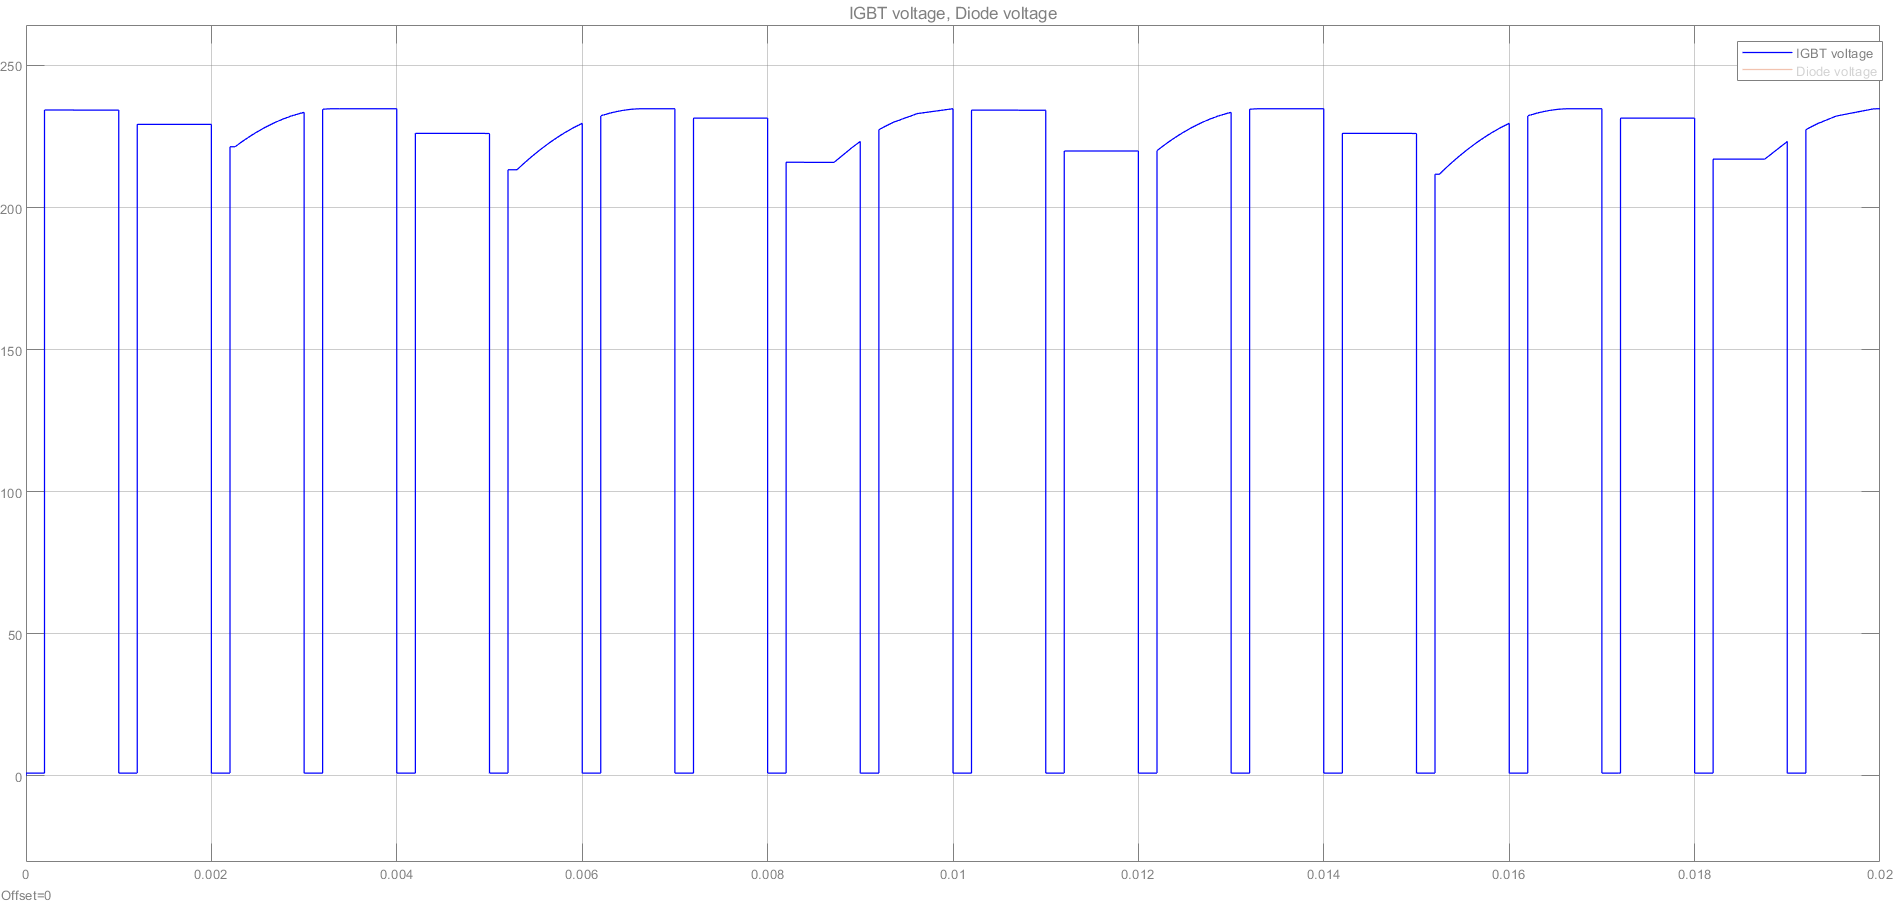 IGBT voltage, Diode voltage
IGBT voltage
Diode voltage
250
200
150
100
50
0
0 0.002 0.004 0.006 0.008 0.01 0.012 0.014 0.016 0.018 0.02
Offset=0